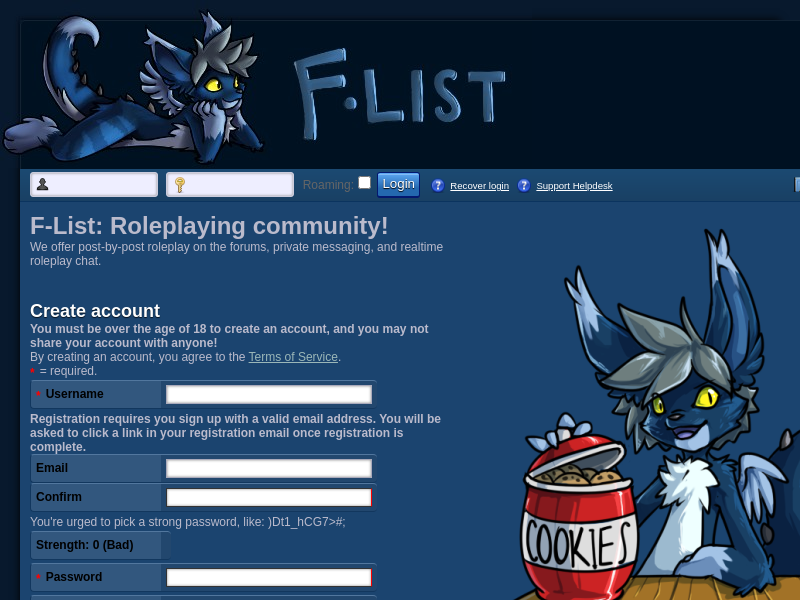 F-LIST
Roaming: Login ? Recover login ? Support Helpdesk
F-List: Roleplaying community!
We offer post-by-post roleplay on the forums, private messaging, and realtime
roleplay chat.
Create account
You must be over the age of 18 to create an account, and you may not
share your account with anyone!
By creating an account, you agree to the Terms of Service.
* = required.
* Username
Registration requires you sign up with a valid email address. You will be
asked to click a link in your registration email once registration is
complete.
Email
Confirm
You're urged to pick a strong password, like: )Dt1_hCG7>#;
Strength: 0 (Bad)
* Password
COOKIES